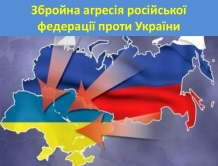 Збройна агресія російської
федерації проти України